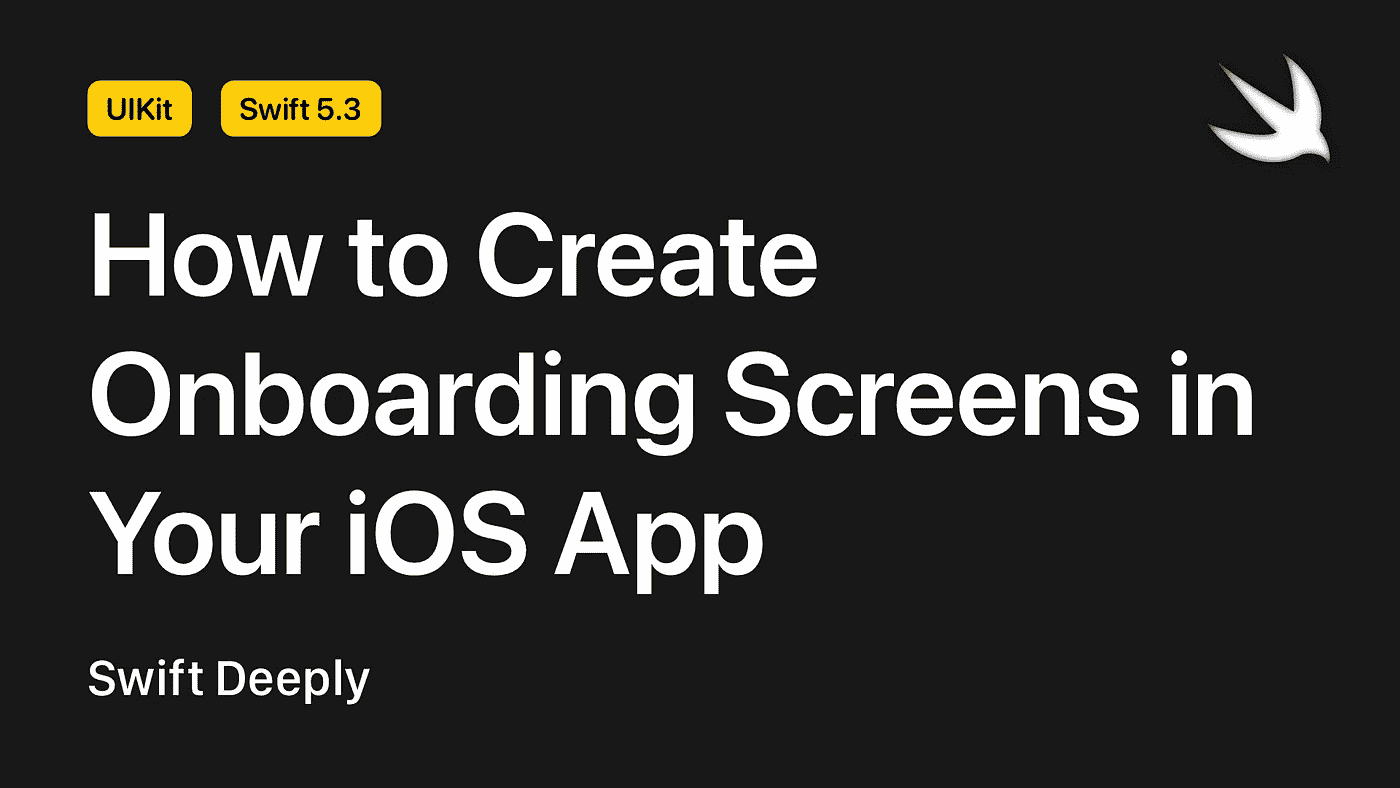 UIKit Swift 5.3
How to Create
Onboarding Screens in
Your iOS App
Swift Deeply